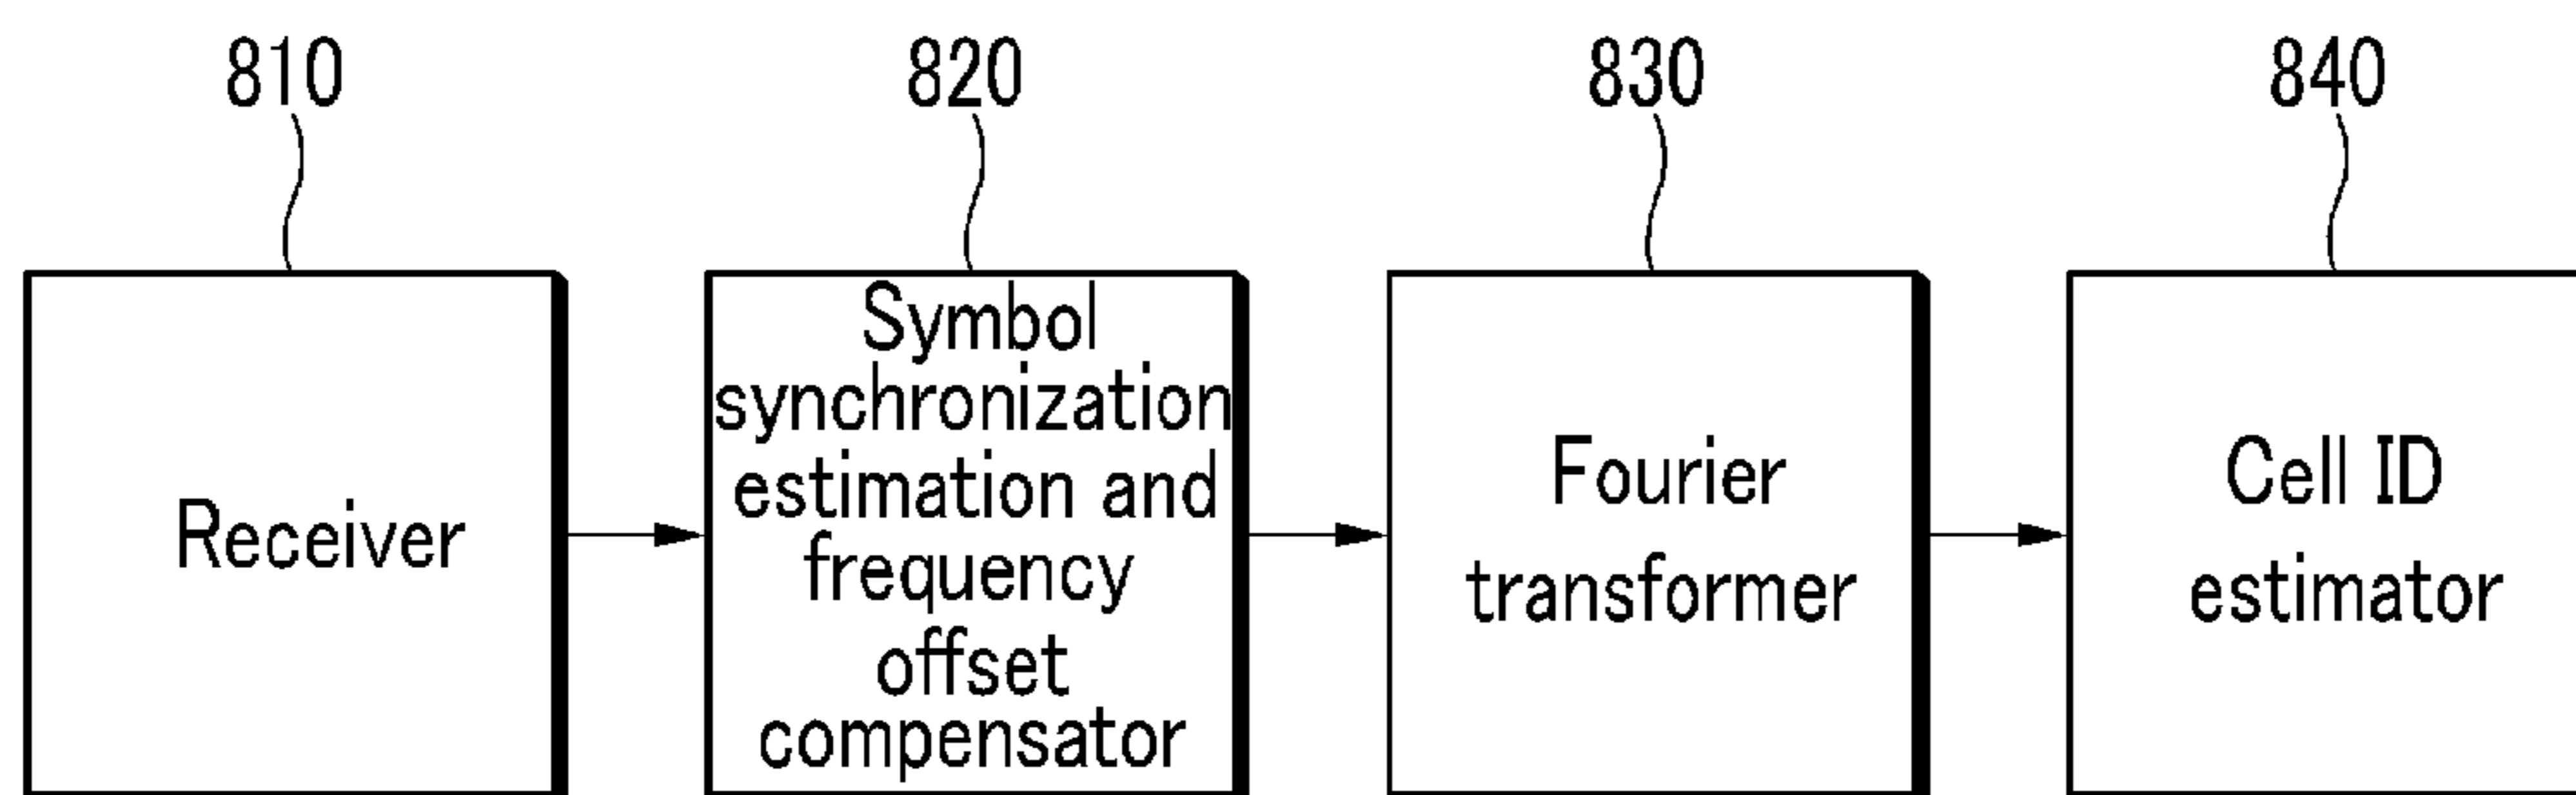 810
820
830
840
Receiver
Symbol
synchronization
estimation and
frequency
offset
compensator
Fourier
transformer
Cell ID
estimator